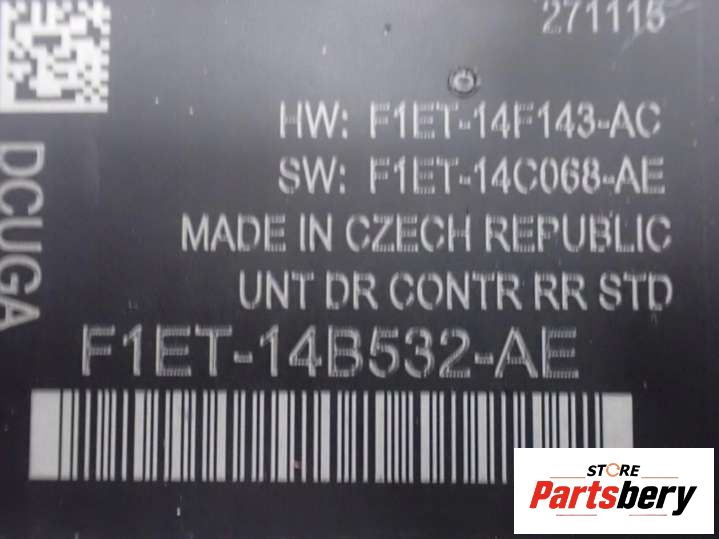 271115
HW: F1ET-14F143-AC
SW: F1ET-14C068-AE
MADE IN CZECH REPUBLIC
UNT DR CONTR RR STD
F1ET-14B532-AE
DCUGA
STORE
Partsbery